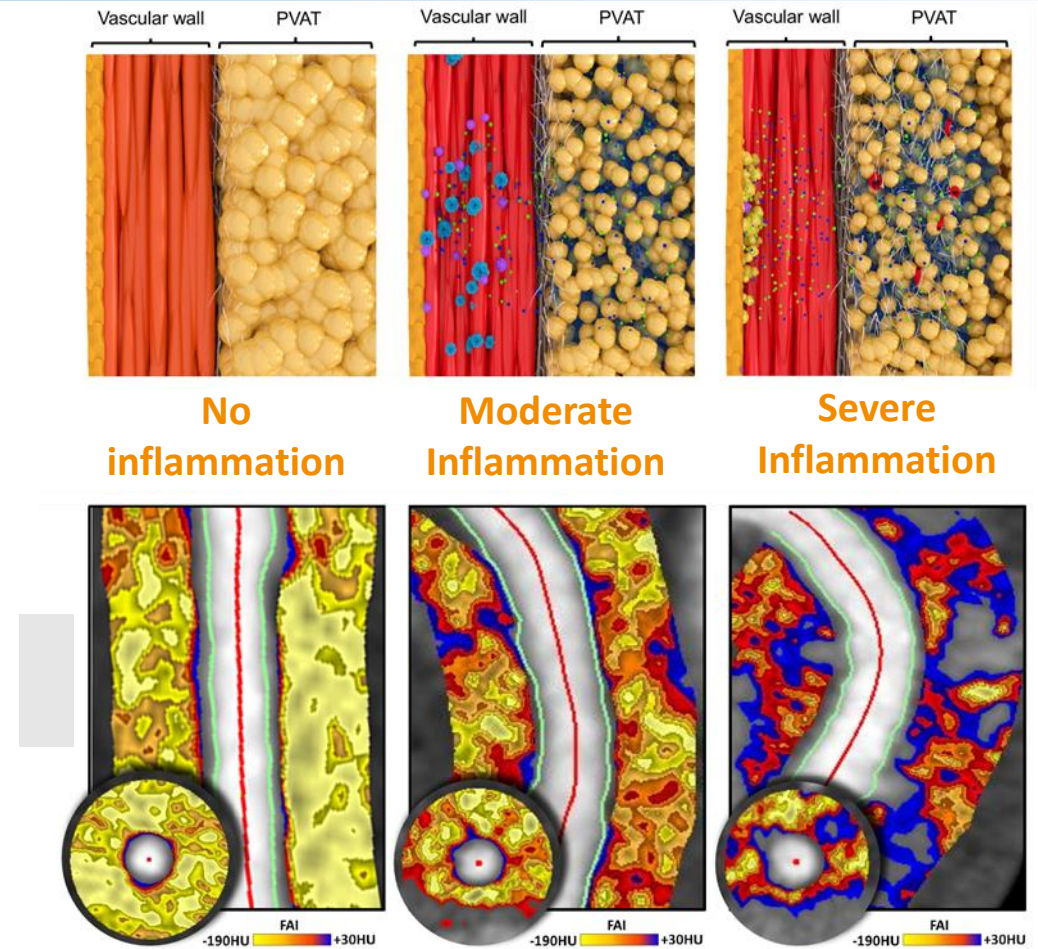 Vascular wall PVAT
Vascular wall PVAT
Vascular wall PVAT
No
inflammation
Moderate
Inflammation
Severe
Inflammation
FAI
-190HU +30HU
FAI
-190HU +30HU
FAI
-190HU +30HU